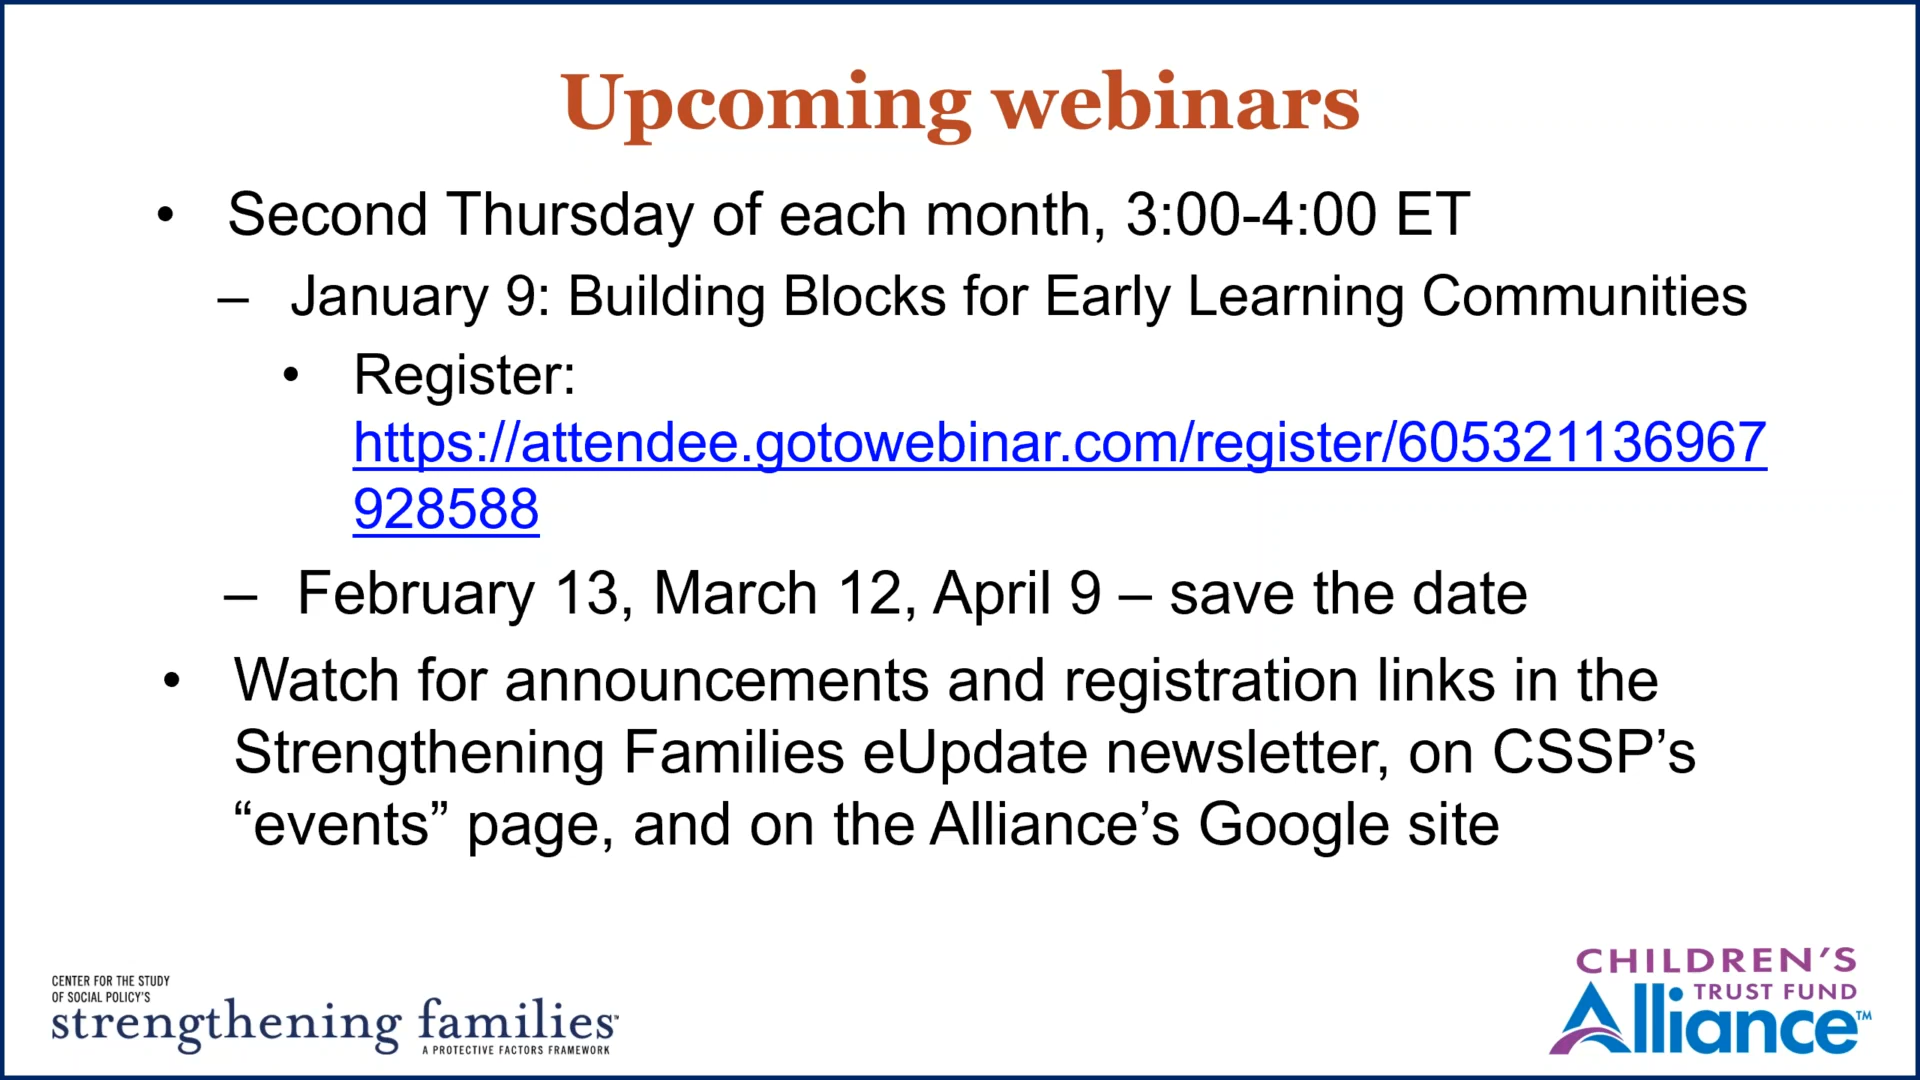 Upcoming webinars
• Second Thursday of each month, 3:00-4:00 ET
– January 9: Building Blocks for Early Learning Communities
• Register:
https://attendee.gotowebinar.com/register/605321136967
928588
– February 13, March 12, April 9 – save the date
• Watch for announcements and registration links in the
Strengthening Families eUpdate newsletter, on CSSP’s
“events” page, and on the Alliance’s Google site
CENTER FOR THE STUDY
OF SOCIAL POLICY'S
strengthening families™
A PROTECTIVE FACTORS FRAMEWORK
CHILDREN’S
TRUST FUND
Alliance™